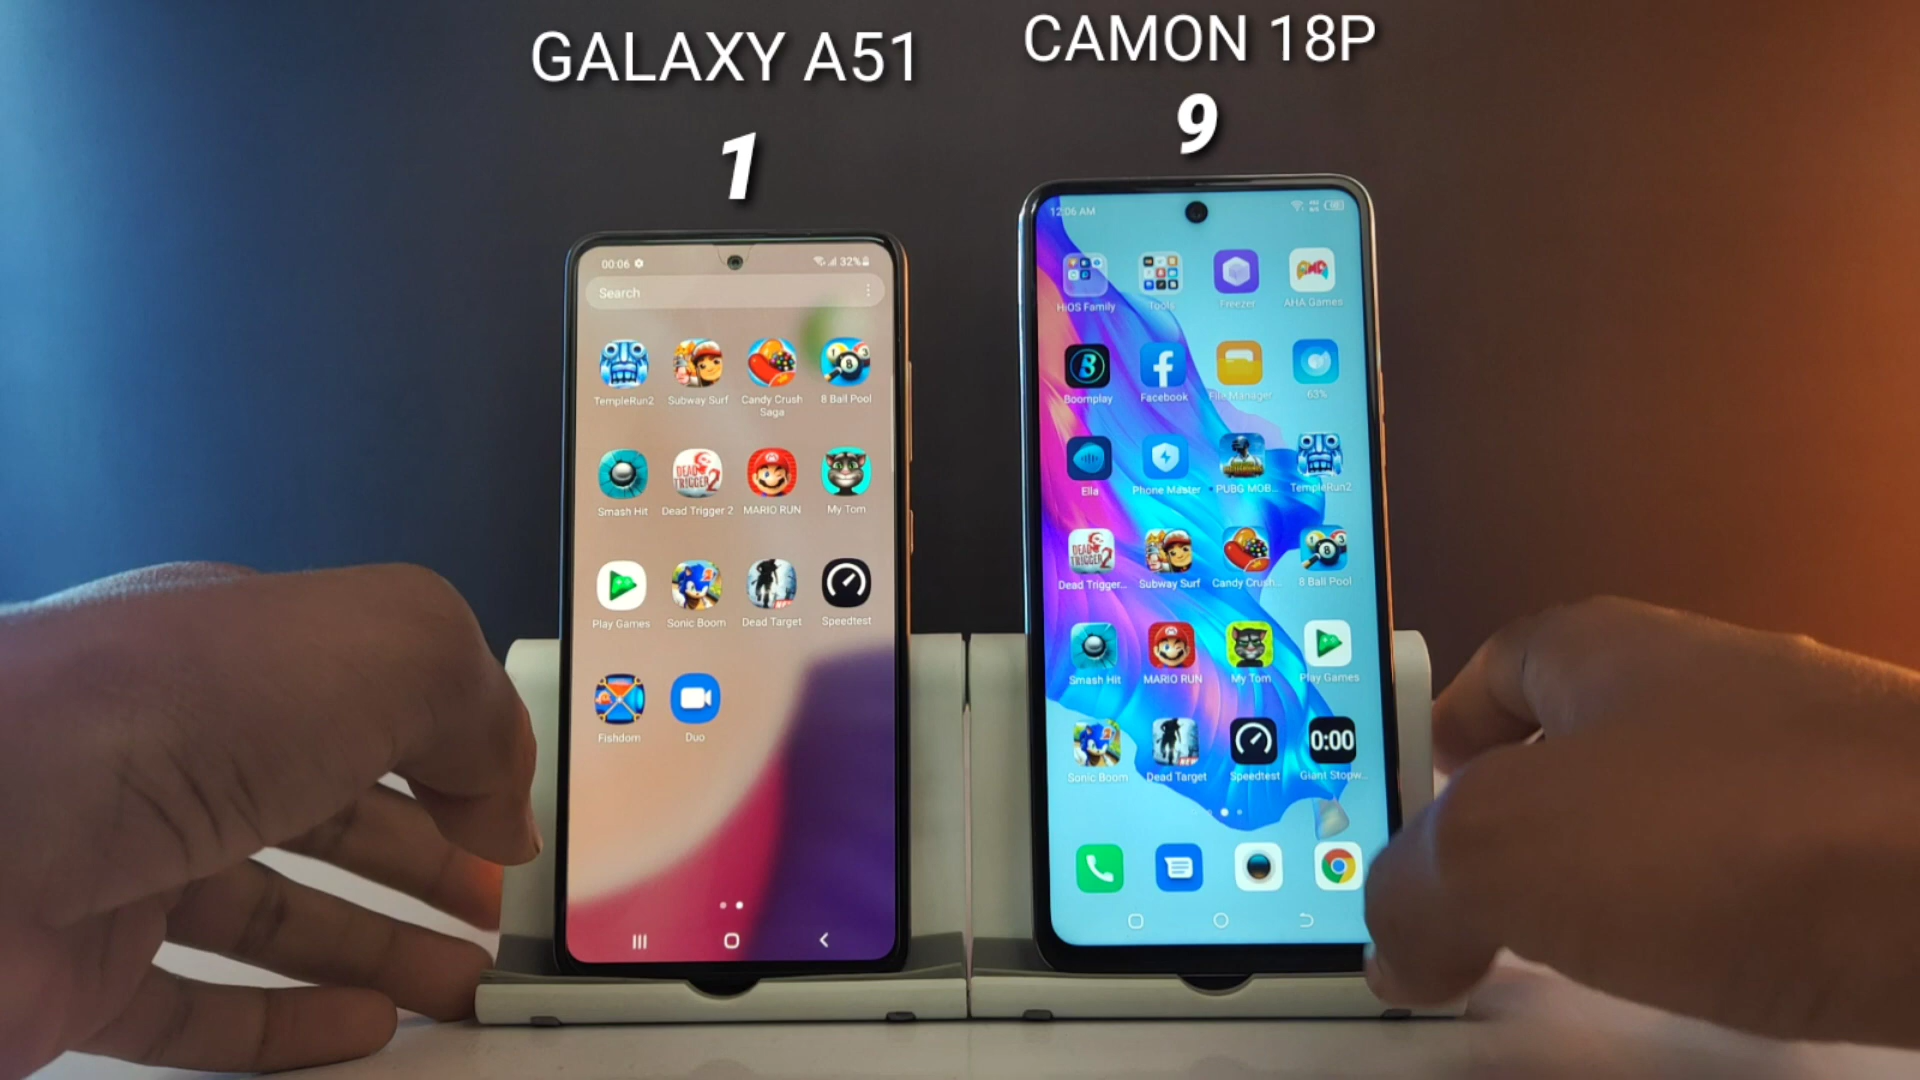 GALAXY A51
1
CAMON 18P
9
00:06
32%
Search
TempleRun2
Subway Surf
Candy Crush
Saga
8 Ball Pool
Smash Hit
Dead Trigger 2
MARIO RUN
My Tom
Play Games
Sonic Boom
Dead Target
Speedtest
Fishdom
Duo
12:06 AM
HiOS Family
Tools
Freezer
AHA Games
Boomplay
Facebook
File Manager
63%
Ella
Phone Master
PUBG MOB...
TempleRun2
Dead Trigger...
Subway Surf
Candy Crush...
8 Ball Pool
Smash Hit
MARIO RUN
My Tom
Play Games
Sonic Boom
Dead Target
Speedtest
0:00
Giant Stopw...